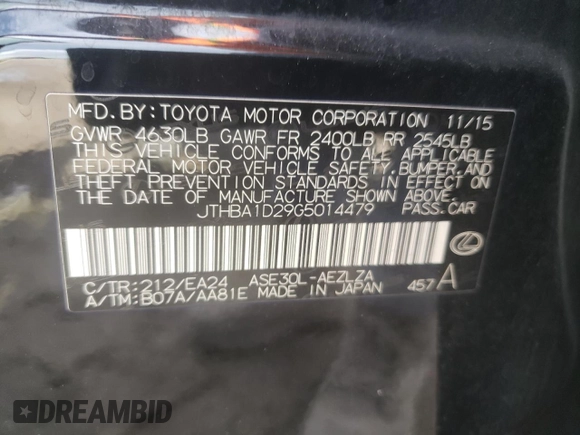 MFD.BY: TOYOTA MOTOR CORPORATION 11/15
GVWR 4630LB GAWR FR 2400LB RR 2545LB
THIS VEHICLE CONFORMS TO ALL APPLICABLE
FEDERAL MOTOR VEHICLE SAFETY, BUMPER, AND
THEFT PREVENTION STANDARDS IN EFFECT ON
THE DATE OF MANUFACTURE SHOWN ABOVE.
JTHBA1D29G5014479 PASS.CAR
C/TR:212/EA24 ASE30L-AEZLZA
A/TM:B07A/AA81E MADE IN JAPAN 457 A
DREAMBID